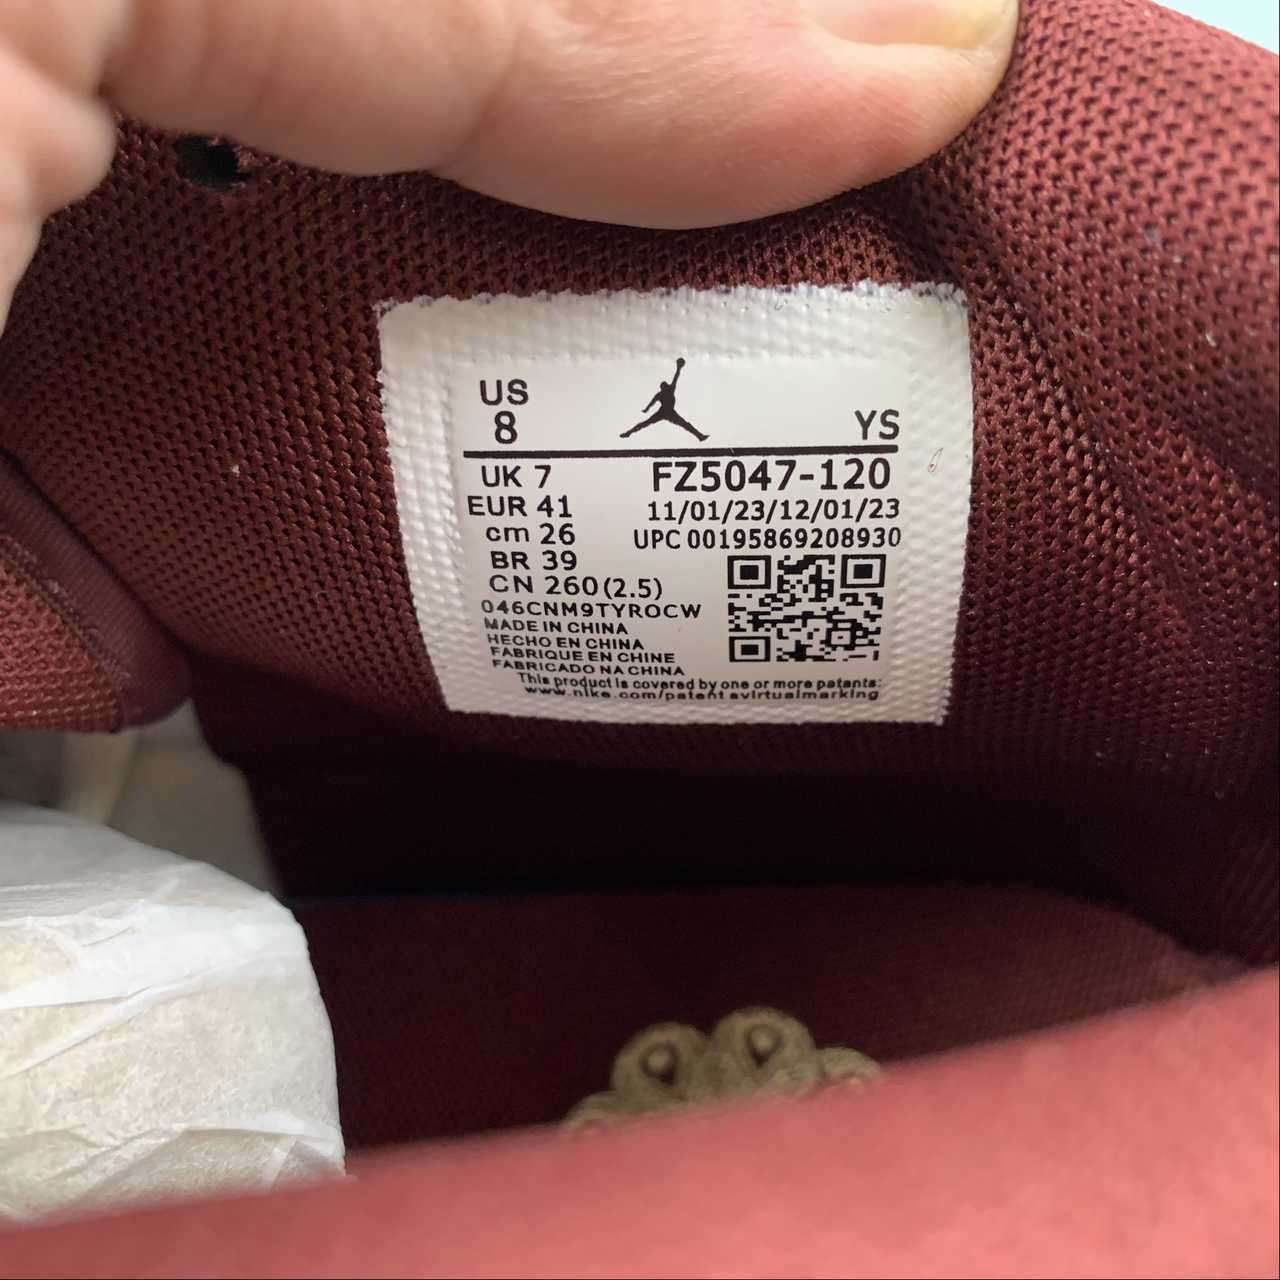 US
8 YS
UK 7 FZ5047-120
EUR 41 11/01/23/12/01/23
cm 26 UPC 00195869208930
BR 39
CN 260(2.5)
046CNM9TYROCW
MADE IN CHINA
HECHO EN CHINA
FABRIQUE EN CHINE
FABRICADO NA CHINA
This product is covered by one or more patents:
www.nike.com/patentsvirtualmarking